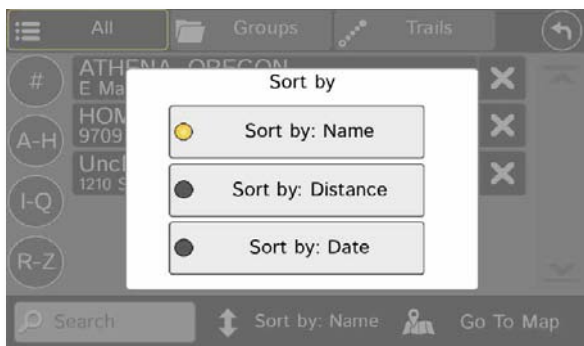 All Groups Trails
# ATHENA, OREGON
E Ma
Sort by
A-H HOM
9709
Sort by: Name
Uncl
1210 S
I-Q
Sort by: Distance
R-Z
Sort by: Date
Search Sort by: Name Go To Map